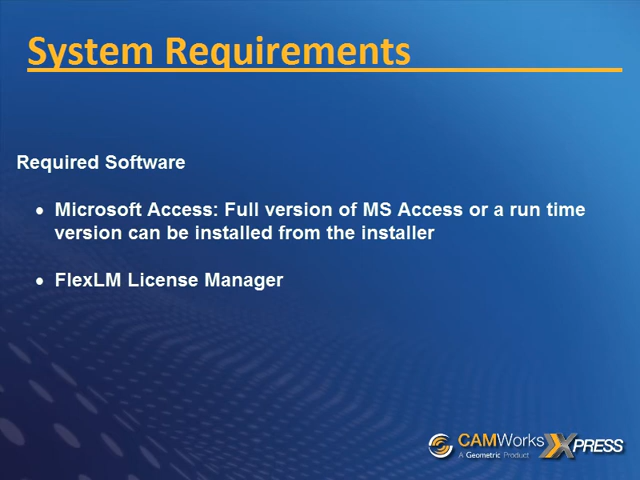 System Requirements
Required Software
• Microsoft Access: Full version of MS Access or a run time
version can be installed from the installer
• FlexLM License Manager
CAMWorks XPRESS
A Geometric Product